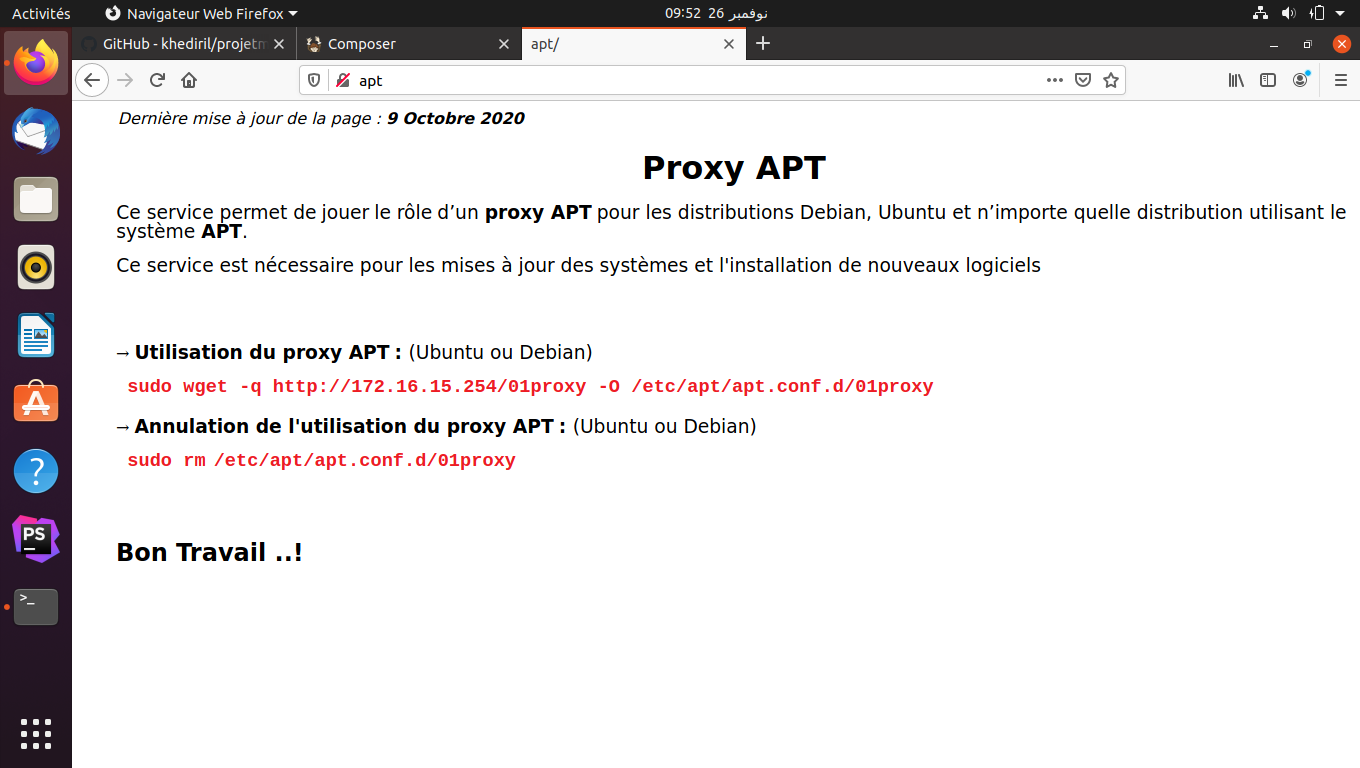 Activités
Navigateur Web Firefox
09:52 26 نوفمبر
GitHub - khediril/projetm
Composer
apt/
apt
Dernière mise à jour de la page : 9 Octobre 2020
Proxy APT
Ce service permet de jouer le rôle d’un proxy APT pour les distributions Debian, Ubuntu et n’importe quelle distribution utilisant le
système APT.
Ce service est nécessaire pour les mises à jour des systèmes et l'installation de nouveaux logiciels
→ Utilisation du proxy APT : (Ubuntu ou Debian)
sudo wget -q http://172.16.15.254/01proxy -O /etc/apt/apt.conf.d/01proxy
→ Annulation de l'utilisation du proxy APT : (Ubuntu ou Debian)
sudo rm /etc/apt/apt.conf.d/01proxy
PS
>_
Bon Travail ..!